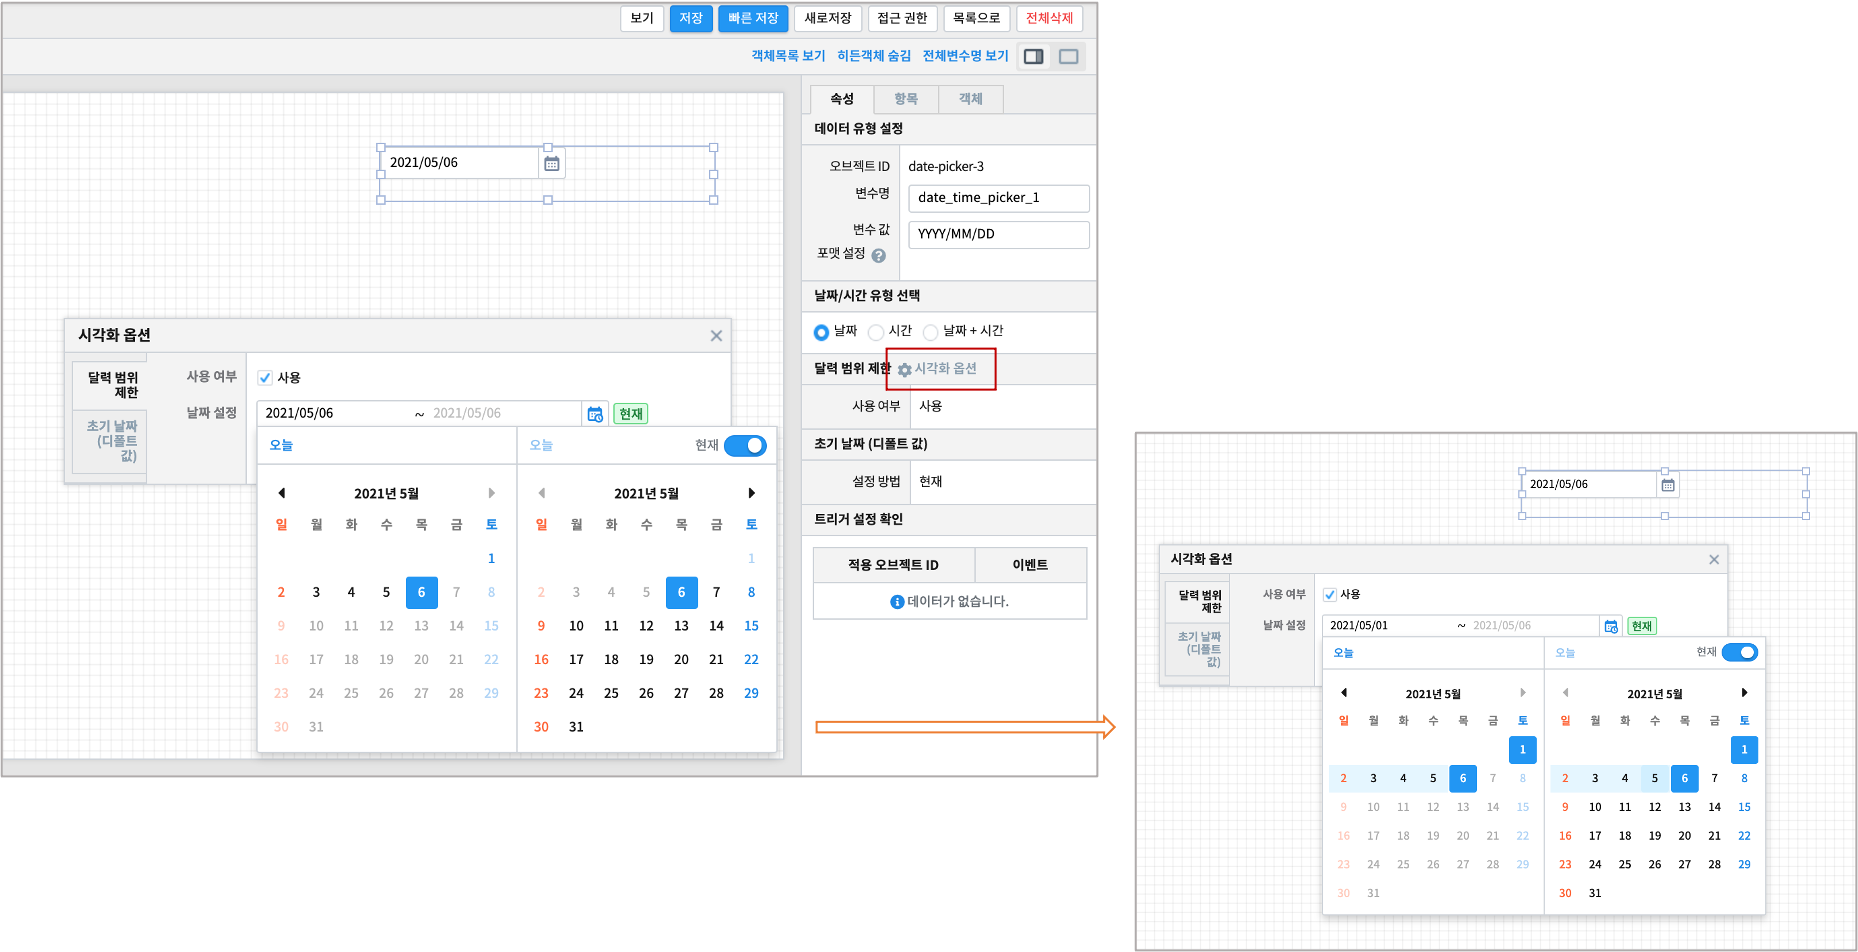 보기 저장 빠른 저장 새로저장 접근 권한 목록으로 전체삭제
객체목록 보기 히든객체 숨김 전체변수명 보기
2021/05/06
시각화 옵션
달력 범위
제한
초기 날짜
(디폴트
값)
사용 여부 사용
날짜 설정 2021/05/06 ~ 2021/05/06 현재
오늘
2021년 5월
일 월 화 수 목 금 토
1
2 3 4 5 6 7 8
9 10 11 12 13 14 15
16 17 18 19 20 21 22
23 24 25 26 27 28 29
30 31
오늘 현재
2021년 5월
일 월 화 수 목 금 토
1
2 3 4 5 6 7 8
9 10 11 12 13 14 15
16 17 18 19 20 21 22
23 24 25 26 27 28 29
30 31
속성 항목 객체
데이터 유형 설정
오브젝트 ID date-picker-3
변수명 date_time_picker_1
변수 값 YYYY/MM/DD
포맷 설정 ?
날짜/시간 유형 선택
날짜 시간 날짜 + 시간
달력 범위 제한 시각화 옵션
사용 여부 사용
초기 날짜 (디폴트 값)
설정 방법 현재
트리거 설정 확인
적용 오브젝트 ID 이벤트
데이터가 없습니다.
2021/05/06
시각화 옵션
달력 범위
제한
초기 날짜
(디폴트
값)
사용 여부 사용
날짜 설정 2021/05/01 ~ 2021/05/06 현재
오늘
2021년 5월
일 월 화 수 목 금 토
1
2 3 4 5 6 7 8
9 10 11 12 13 14 15
16 17 18 19 20 21 22
23 24 25 26 27 28 29
30 31
오늘 현재
2021년 5월
일 월 화 수 목 금 토
1
2 3 4 5 6 7 8
9 10 11 12 13 14 15
16 17 18 19 20 21 22
23 24 25 26 27 28 29
30 31